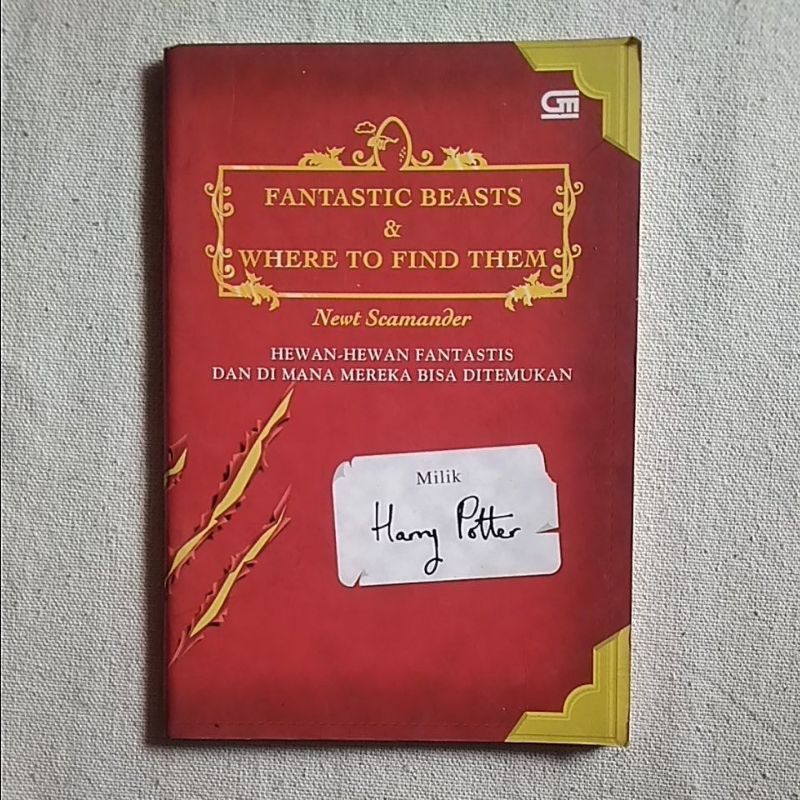 GM
FANTASTIC BEASTS
&
WHERE TO FIND THEM
Newt Scamander
HEWAN-HEWAN FANTASTIS
DAN DI MANA MEREKA BISA DITEMUKAN
Milik
Harry Potter